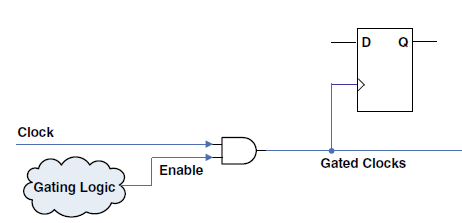 D Q
Clock
Enable
Gated Clocks
Gating Logic